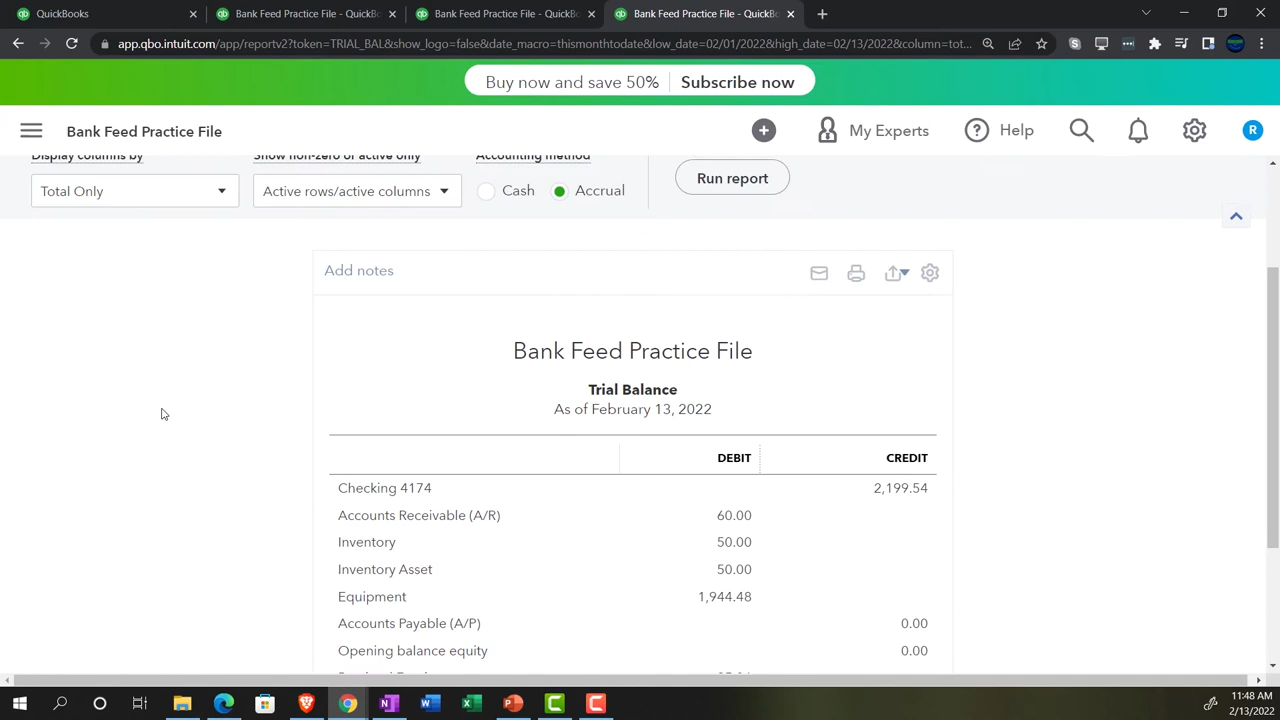 QuickBooks
Bank Feed Practice File - QuickBo
Bank Feed Practice File - QuickBo
Bank Feed Practice File - QuickBo
app.qbo.intuit.com/app/reportv2?token=TRIAL_BAL&show_logo=false&date_macro=thismonthtodate&low_date=02/01/2022&high_date=02/13/2022&column=tot...
Buy now and save 50% Subscribe now
Bank Feed Practice File My Experts Help R
Display columns by Show non-zero or active only Accounting method
Total Only Active rows/active columns Cash Accrual Run report
Add notes
Bank Feed Practice File
Trial Balance
As of February 13, 2022
DEBIT CREDIT
Checking 4174 2,199.54
Accounts Receivable (A/R) 60.00
Inventory 50.00
Inventory Asset 50.00
Equipment 1,944.48
Accounts Payable (A/P) 0.00
Opening balance equity 0.00
11:48 AM
2/13/2022